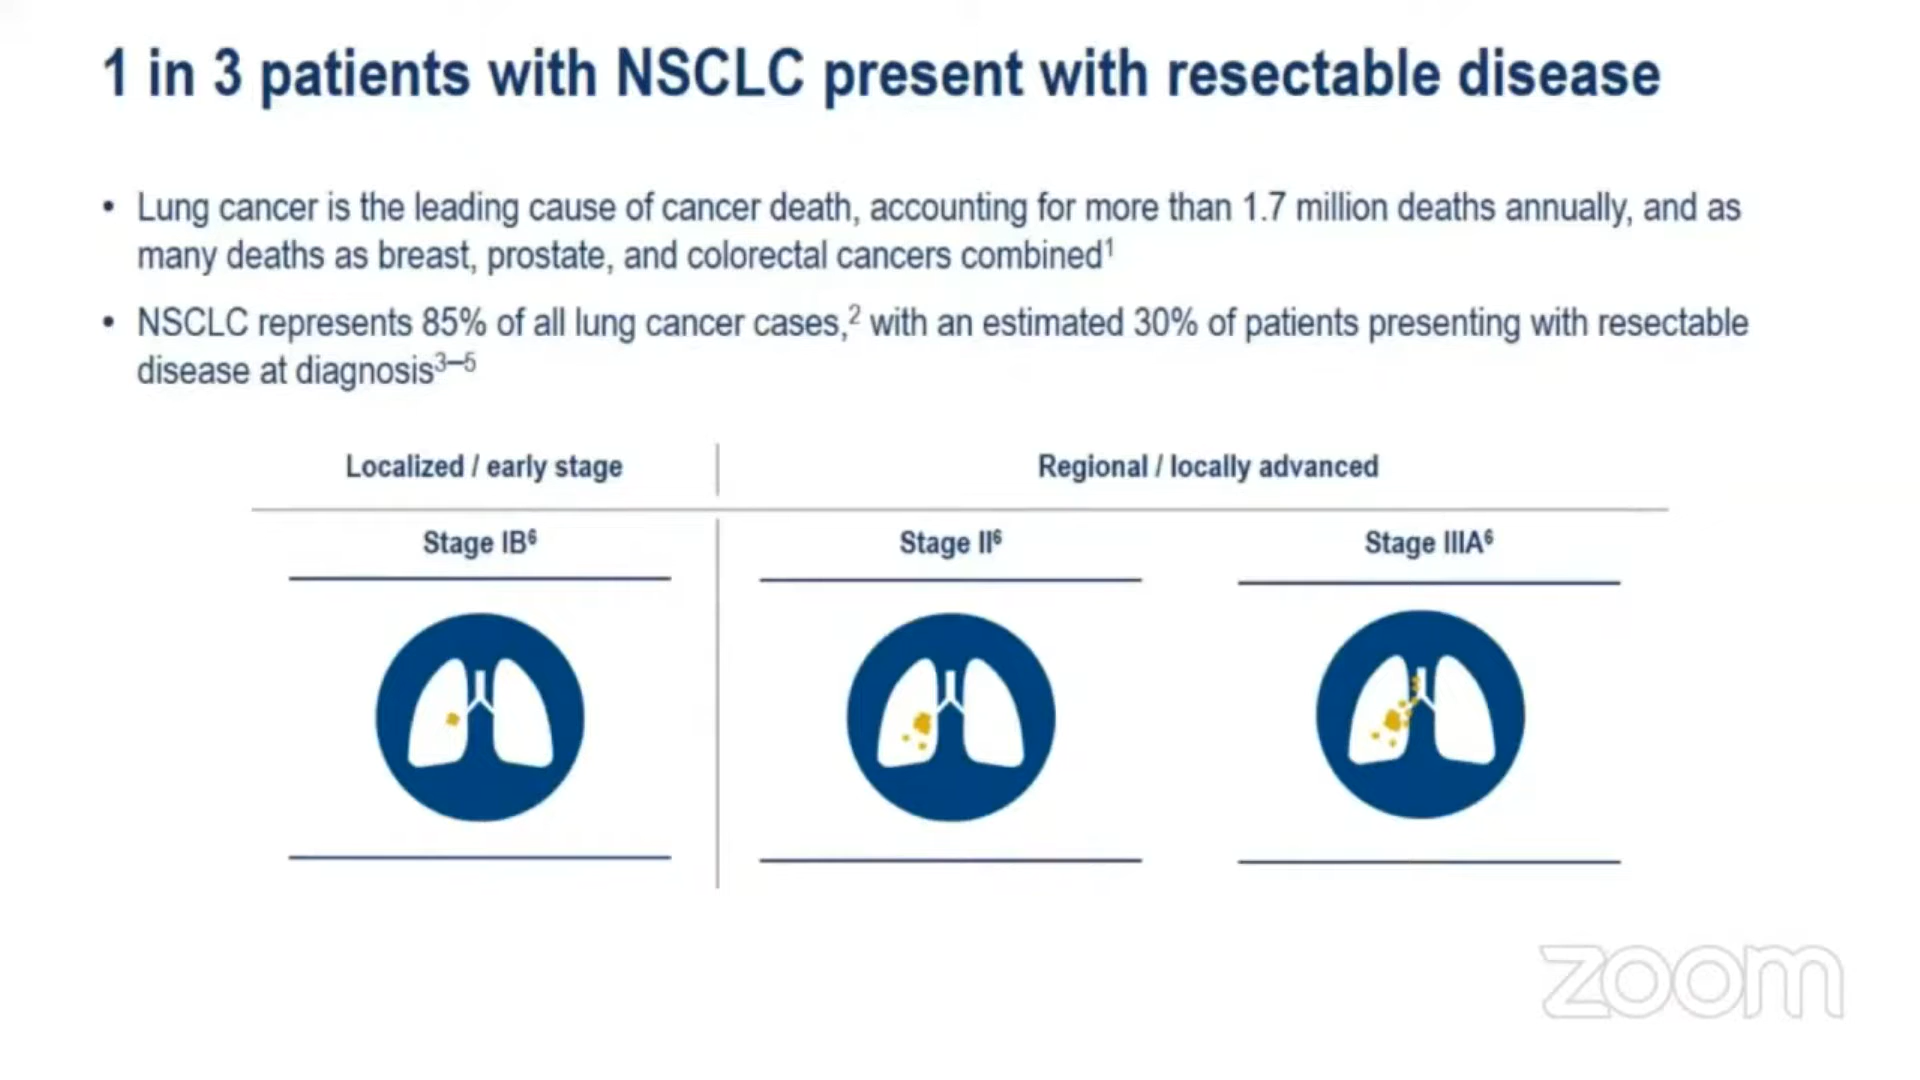 1 in 3 patients with NSCLC present with resectable disease
• Lung cancer is the leading cause of cancer death, accounting for more than 1.7 million deaths annually, and as
many deaths as breast, prostate, and colorectal cancers combined¹
• NSCLC represents 85% of all lung cancer cases,² with an estimated 30% of patients presenting with resectable
disease at diagnosis³⁻⁵
Localized / early stage
Regional / locally advanced
Stage IB⁶
Stage II⁶
Stage IIIA⁶
zoom